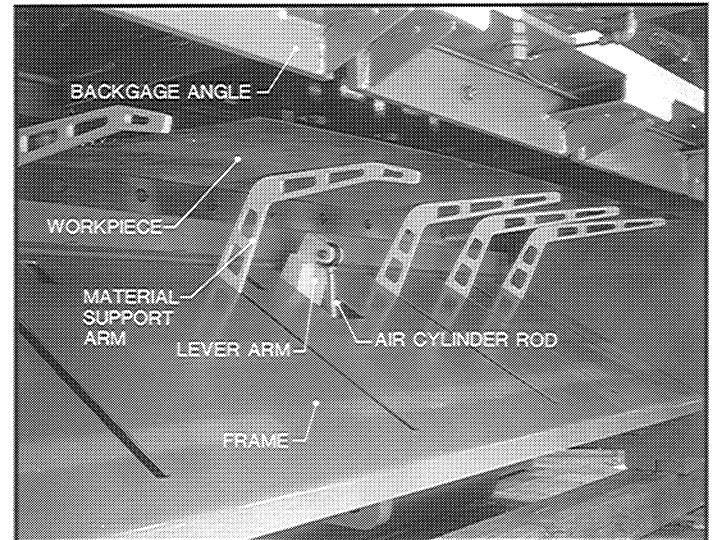 BACKGAGE ANGLE
WORKPIECE
MATERIAL
SUPPORT
ARM
LEVER ARM
AIR CYLINDER ROD
FRAME